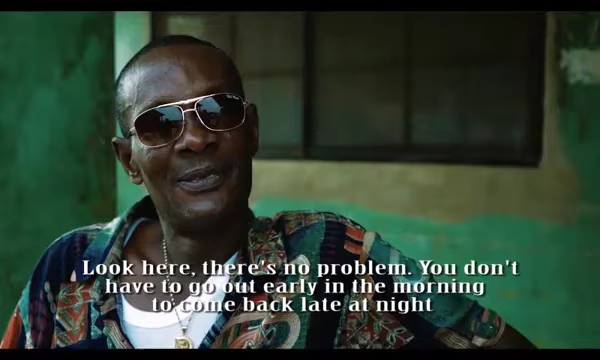 Look here, there's no problem. You don't
have to go out early in the morning
to come back late at night